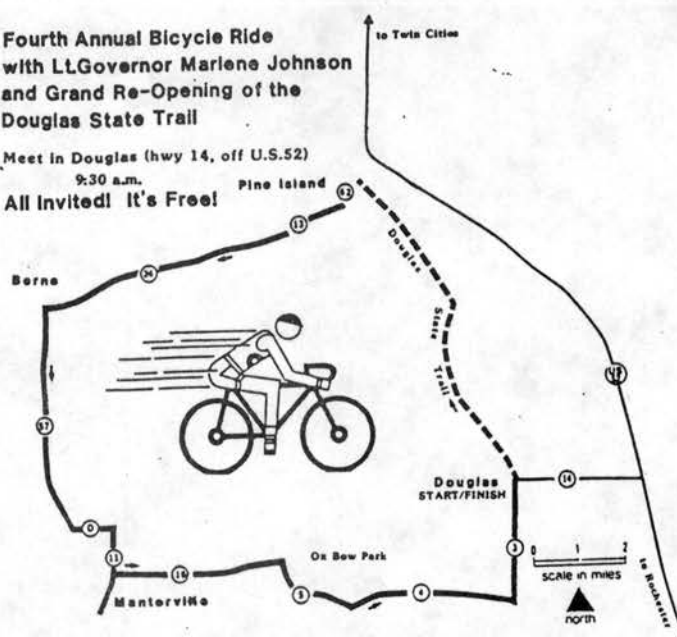 Fourth Annual Bicycle Ride
with Lt.Governor Marlene Johnson
and Grand Re-Opening of the
Douglas State Trail
Meet in Douglas (hwy 14, off U.S.52)
9:30 a.m.
All Invited! It's Free!
to Twin Cities
Pine Island
13
Douglas
State
Trail
Berne
24
57
Douglas
START/FINISH
14
3
0 1 2
scale in miles
north
to Rochester
11
16
Ox Bow Park
5
4
Mantorville